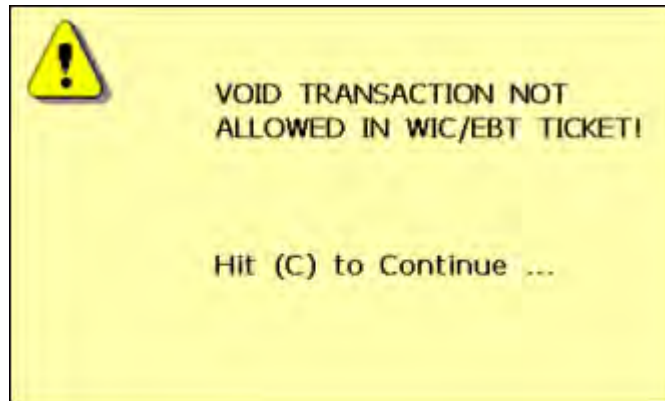 VOID TRANSACTION NOT
ALLOWED IN WIC/EBT TICKET!
Hit (C) to Continue ...